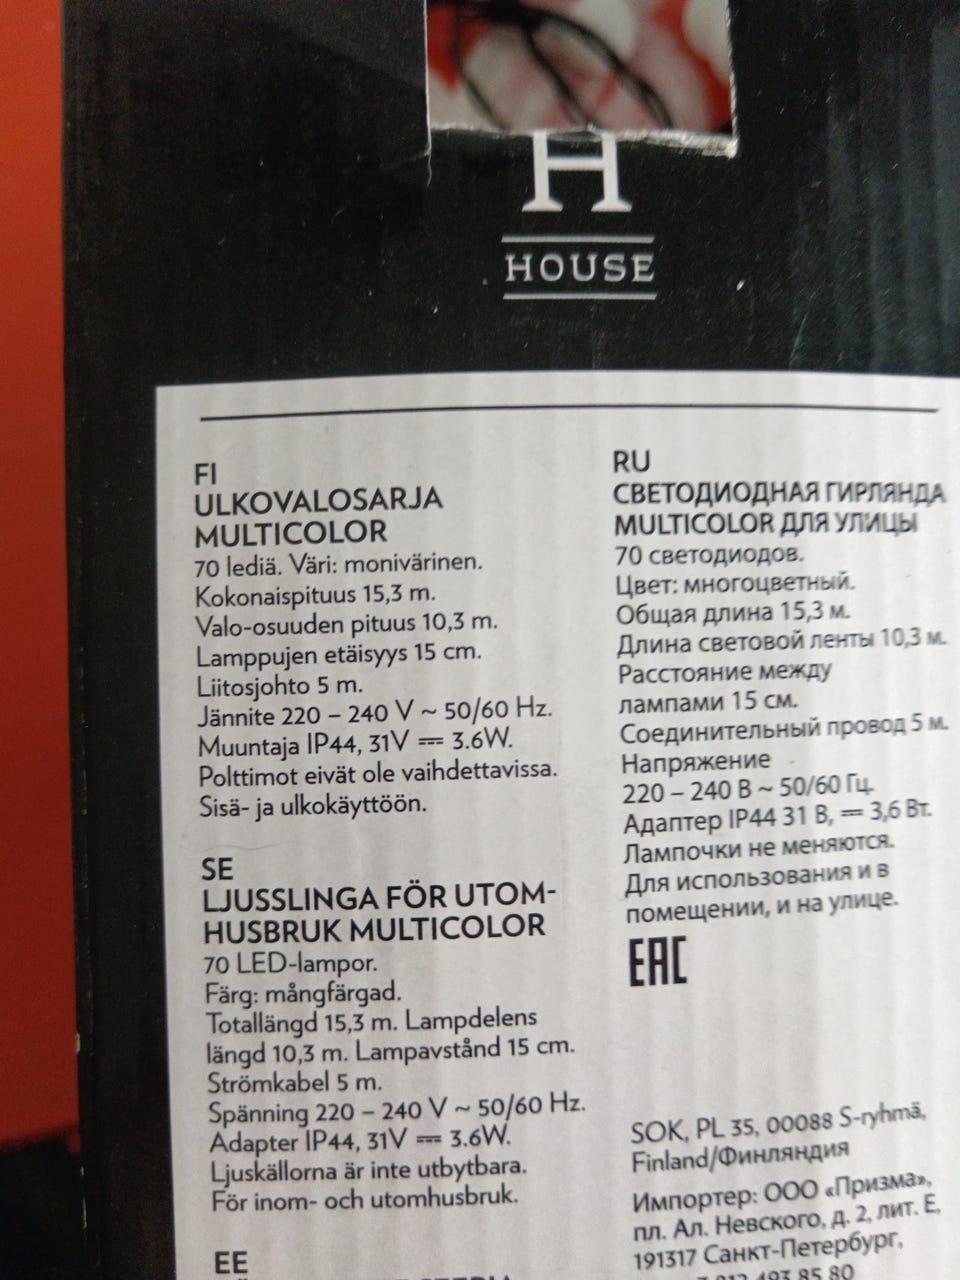 H
HOUSE
FI
ULKOVALOSARJA
MULTICOLOR
70 lediä. Väri: monivärinen.
Kokonaispituus 15,3 m.
Valo-osuuden pituus 10,3 m.
Lamppujen etäisyys 15 cm.
Liitosjohto 5 m.
Jännite 220 – 240 V ~ 50/60 Hz.
Muuntaja IP44, 31V ⎓ 3.6W.
Polttimot eivät ole vaihdettavissa.
Sisä- ja ulkokäyttöön.
SE
LJUSSLINGA FÖR UTOM-
HUSBRUK MULTICOLOR
70 LED-lampor.
Färg: mångfärgad.
Totallängd 15,3 m. Lampdelens
längd 10,3 m. Lampavstånd 15 cm.
Strömkabel 5 m.
Spänning 220 – 240 V ~ 50/60 Hz.
Adapter IP44, 31V ⎓ 3.6W.
Ljuskällorna är inte utbytbara.
För inom- och utomhusbruk.
EE
RU
СВЕТОДИОДНАЯ ГИРЛЯНДА
MULTICOLOR ДЛЯ УЛИЦЫ
70 светодиодов.
Цвет: многоцветный.
Общая длина 15,3 м.
Длина световой ленты 10,3 м.
Расстояние между
лампами 15 см.
Соединительный провод 5 м.
Напряжение
220 – 240 В ~ 50/60 Гц.
Адаптер IP44 31 В, ⎓ 3,6 Вт.
Лампочки не меняются.
Для использования и в
помещении, и на улице.
EAC
SOK, PL 35, 00088 S-ryhmä,
Finland/Финляндия
Импортер: ООО «Призма»,
пл. Ал. Невского, д. 2, лит. Е,
191317 Санкт-Петербург,
812 493 85 80